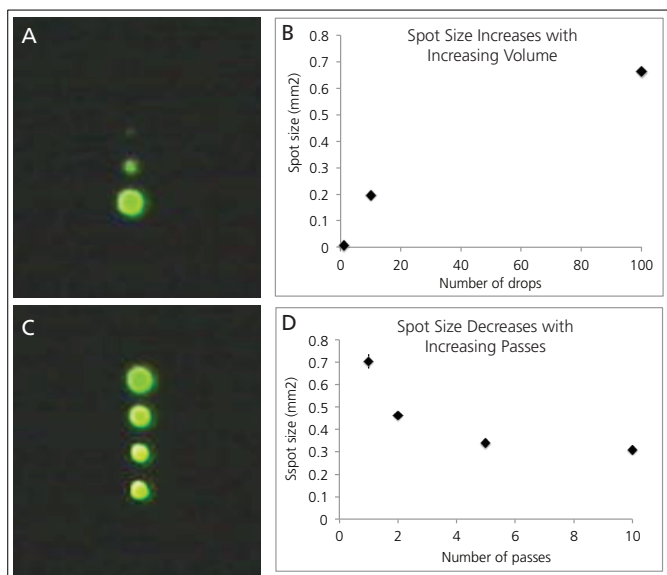 A
B
Spot Size Increases with
Increasing Volume
Spot size (mm2)
0.8
0.7
0.6
0.5
0.4
0.3
0.2
0.1
0
0 20 40 60 80 100
Number of drops
C
D
Spot Size Decreases with
Increasing Passes
Sspot size (mm2)
0.8
0.7
0.6
0.5
0.4
0.3
0.2
0.1
0
0 2 4 6 8 10
Number of passes